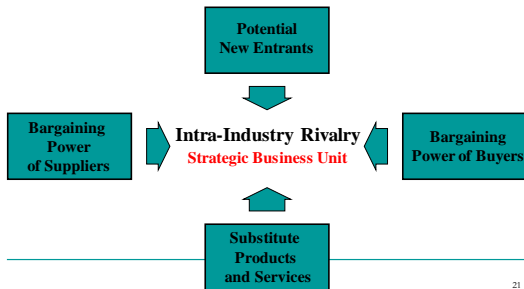 Potential
New Entrants
Bargaining
Power
of Suppliers
Intra-Industry Rivalry
Strategic Business Unit
Bargaining
Power of Buyers
Substitute
Products
and Services
21